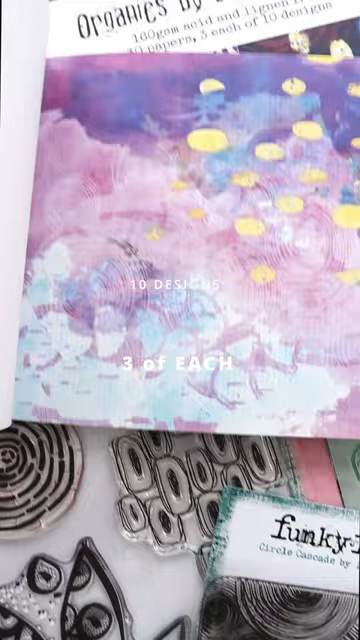 Organics by
160gsm acid and lignen
30 papers, 3 each of 10 designs
10 DESIGNS
3 of EACH
funky
Circle Cascade by